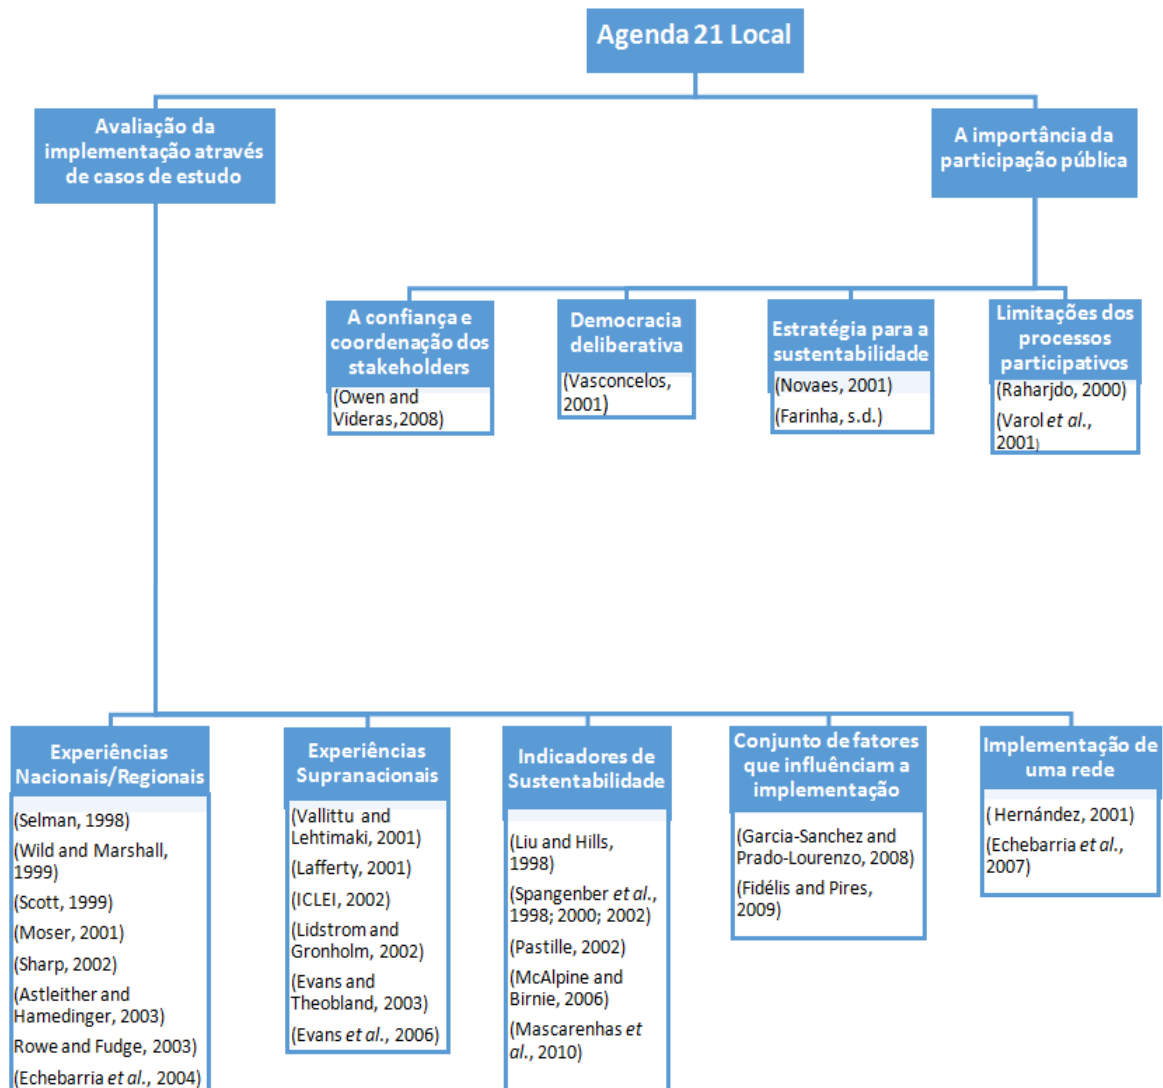 Agenda 21 Local
Avaliação da
implementação através
de casos de estudo
A importância da
participação pública
A confiança e
coordenação dos
stakeholders
(Owen and
Videras,2008)
Democracia
deliberativa
(Vasconcelos,
2001)
Estratégia para a
sustentabilidade
(Novaes, 2001)
(Farinha, s.d.)
Limitações dos
processos
participativos
(Raharjdo, 2000)
(Varol et al.,
2001)
Experiências
Nacionais/Regionais
(Selman, 1998)
(Wild and Marshall,
1999)
(Scott, 1999)
(Moser, 2001)
(Sharp, 2002)
(Astleither and
Hamedinger, 2003)
Rowe and Fudge, 2003)
(Echebarria et al., 2004)
Experiências
Supranacionais
(Vallittu and
Lehtimaki, 2001)
(Lafferty, 2001)
(ICLEI, 2002)
(Lidstrom and
Gronholm, 2002)
(Evans and
Theobland, 2003)
(Evans et al., 2006)
Indicadores de
Sustentabilidade
(Liu and Hills,
1998)
(Spangenber et al.,
1998; 2000; 2002)
(Pastille, 2002)
(McAlpine and
Birnie, 2006)
(Mascarenhas et
al., 2010)
Conjunto de fatores
que influênciam a
implementação
(Garcia-Sanchez and
Prado-Lourenzo, 2008)
(Fidélis and Pires,
2009)
Implementação de
uma rede
( Hernández, 2001)
(Echebarria et al.,
2007)